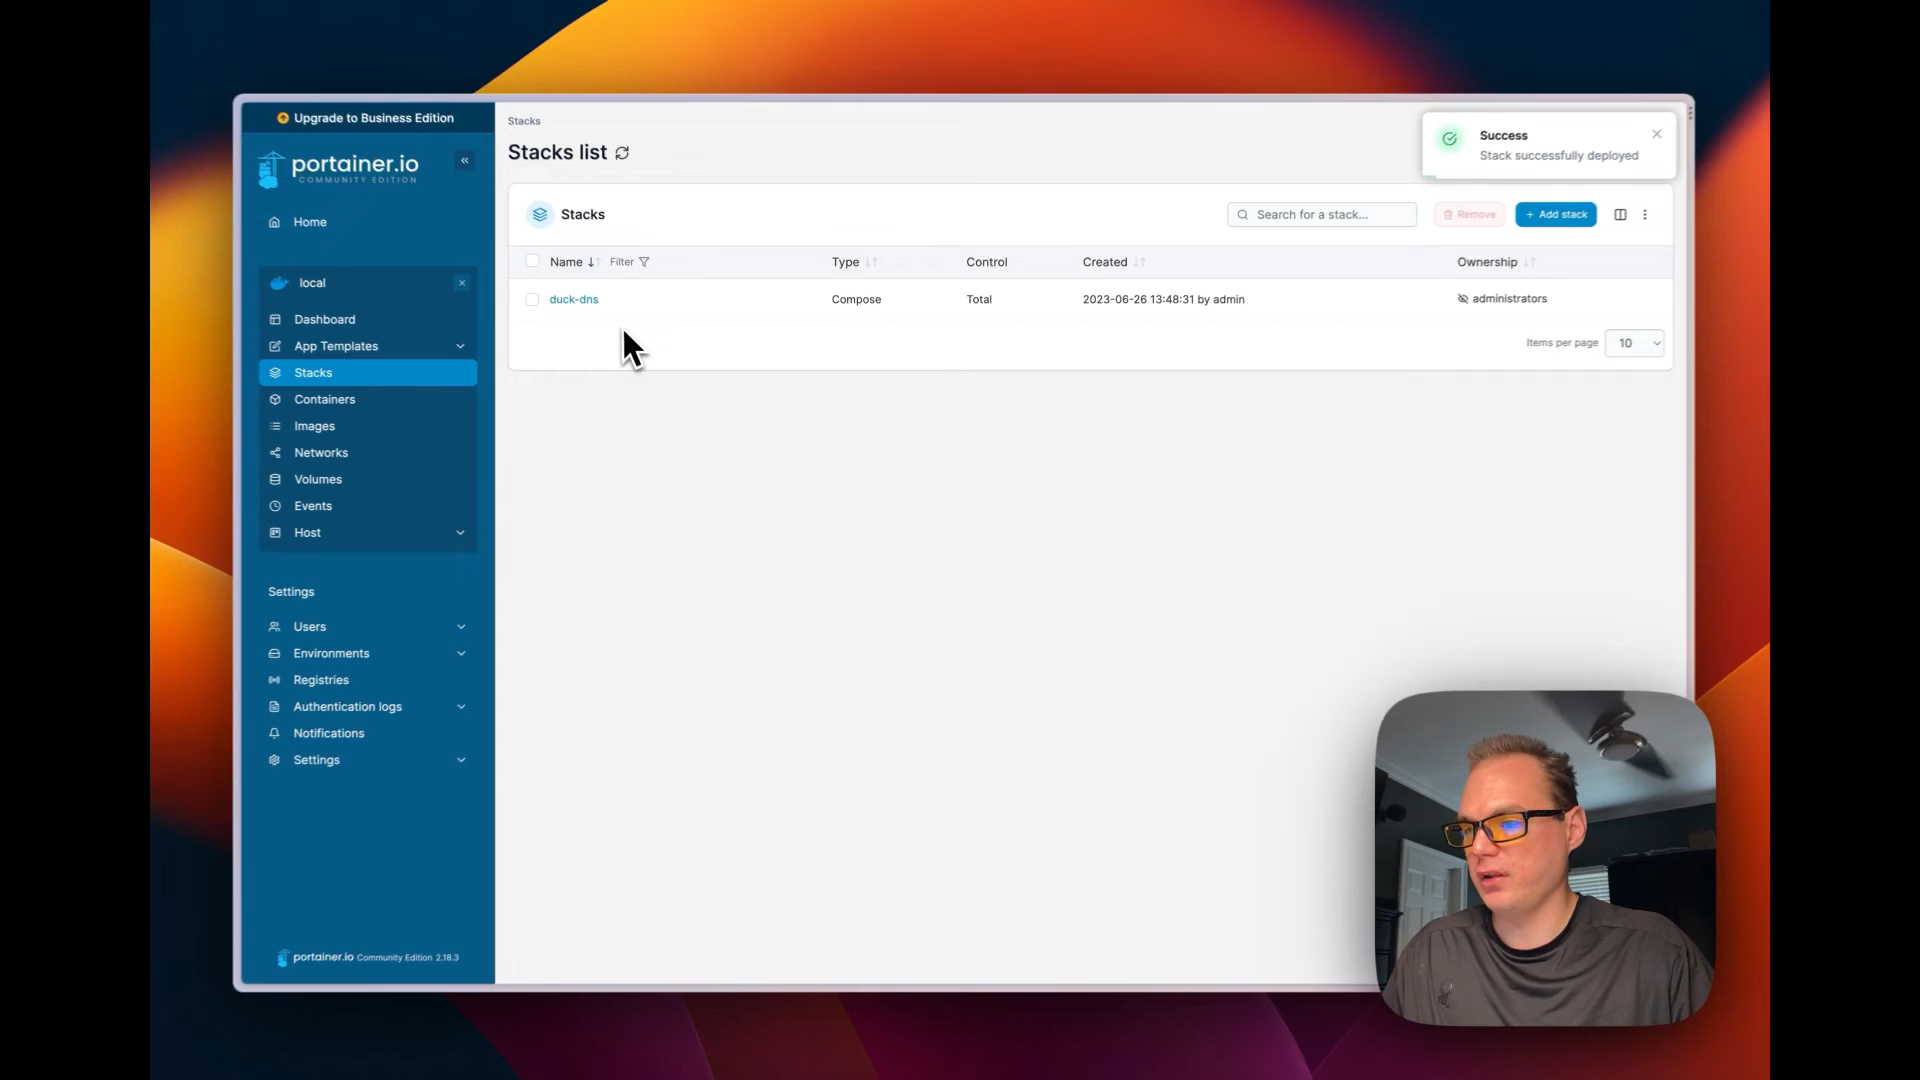 Upgrade to Business Edition
portainer.io
COMMUNITY EDITION
Home
local
Dashboard
App Templates
Stacks
Containers
Images
Networks
Volumes
Events
Host
Settings
Users
Environments
Registries
Authentication logs
Notifications
Settings
portainer.io Community Edition 2.18.3
Stacks
Stacks list
Success
Stack successfully deployed
Stacks
Search for a stack...
Remove
+ Add stack
Name Filter Type Control Created Ownership
duck-dns Compose Total 2023-06-26 13:48:31 by admin administrators
Items per page 10